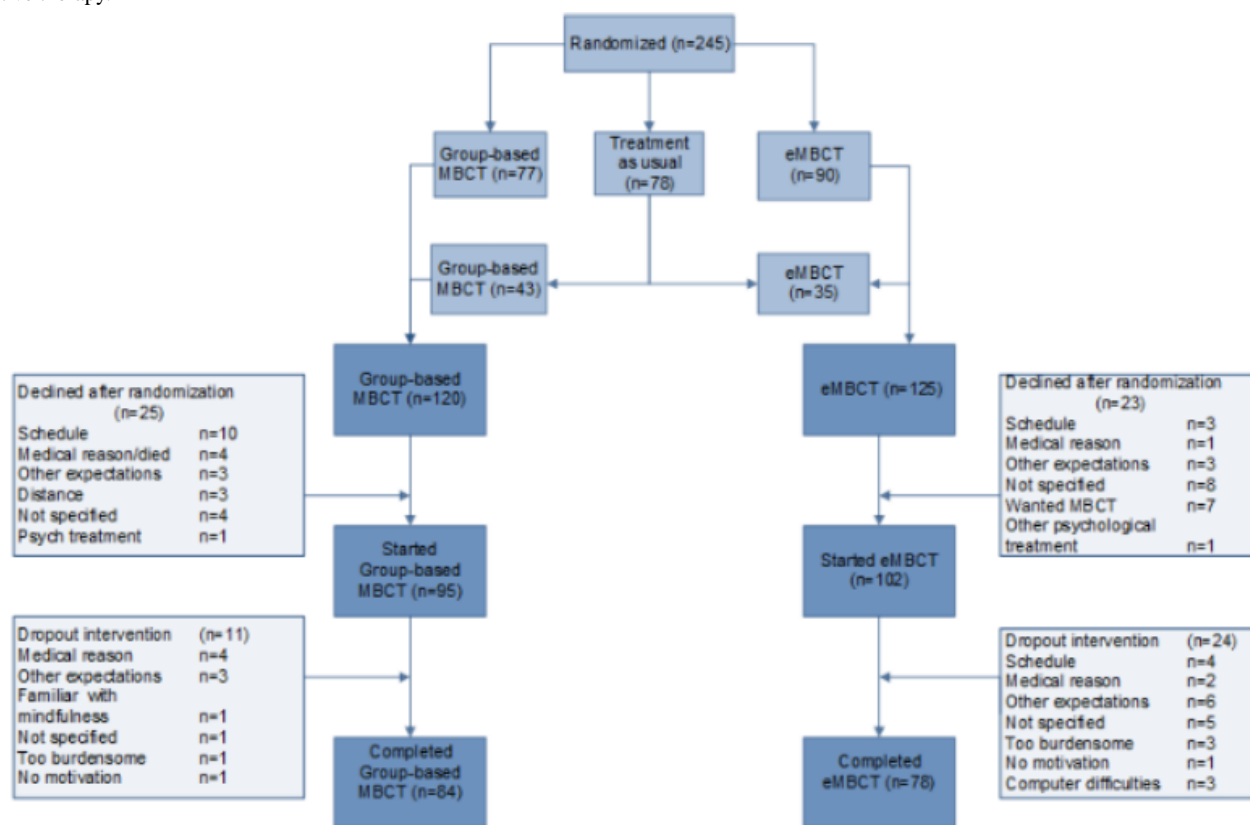 Randomized (n=245)
Group-based
MBCT (n=77)
Treatment
as usual
(n=78)
eMBCT
(n=90)
Group-based
MBCT (n=43)
eMBCT
(n=35)
Group-based
MBCT (n=120)
eMBCT (n=125)
Declined after randomization
(n=25)
Schedule n=10
Medical reason/died n=4
Other expectations n=3
Distance n=3
Not specified n=4
Psych treatment n=1
Declined after randomization
(n=23)
Schedule n=3
Medical reason n=1
Other expectations n=3
Not specified n=8
Wanted MBCT n=7
Other psychological
treatment n=1
Started
Group-based
MBCT (n=95)
Started eMBCT
(n=102)
Dropout intervention (n=11)
Medical reason n=4
Other expectations n=3
Familiar with
mindfulness n=1
Not specified n=1
Too burdensome n=1
No motivation n=1
Dropout intervention (n=24)
Schedule n=4
Medical reason n=2
Other expectations n=6
Not specified n=5
Too burdensome n=3
No motivation n=1
Computer difficulties n=3
Completed
Group-based
MBCT (n=84)
Completed
eMBCT (n=78)